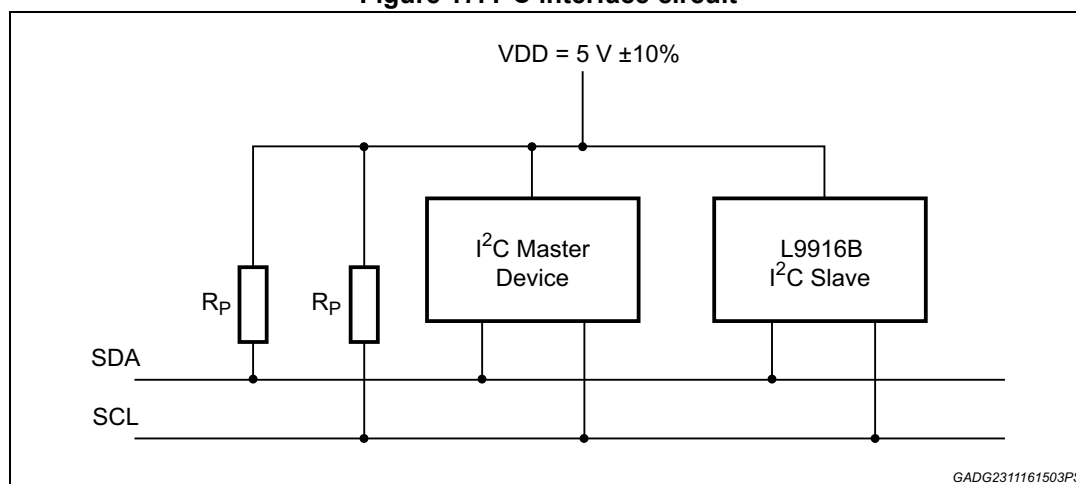 VDD = 5 V ±10%
I²C Master
Device
L9916B
I²C Slave
Rₚ
Rₚ
SDA
SCL